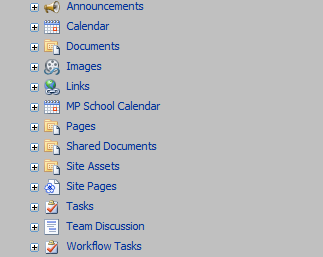 Announcements
Calendar
Documents
Images
Links
MP School Calendar
Pages
Shared Documents
Site Assets
Site Pages
Tasks
Team Discussion
Workflow Tasks